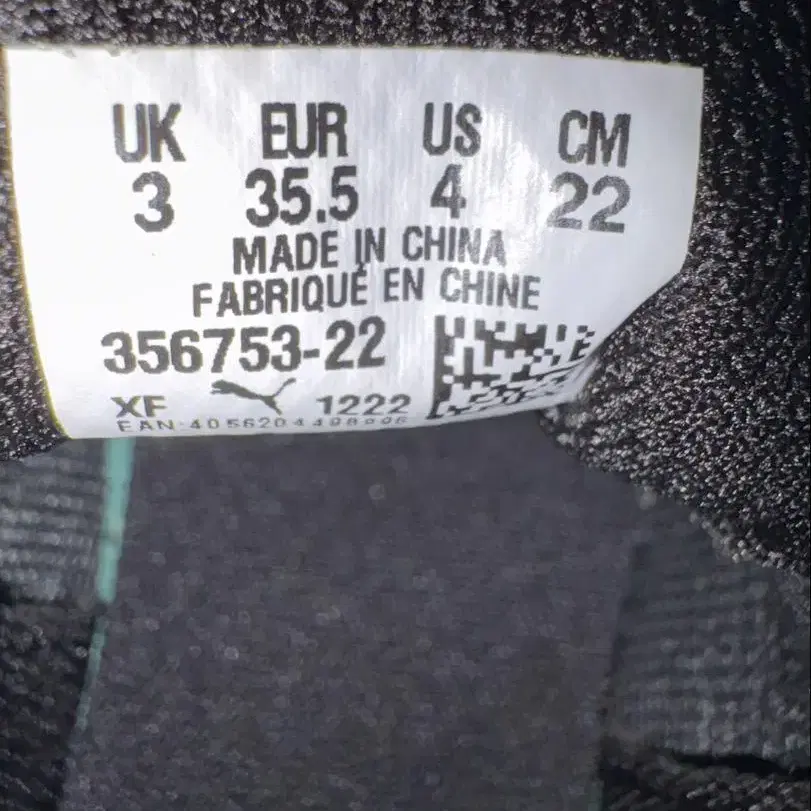 UK EUR US CM
3 35.5 4 22
MADE IN CHINA
FABRIQUÉ EN CHINE
356753-22
XF 1222
EAN: